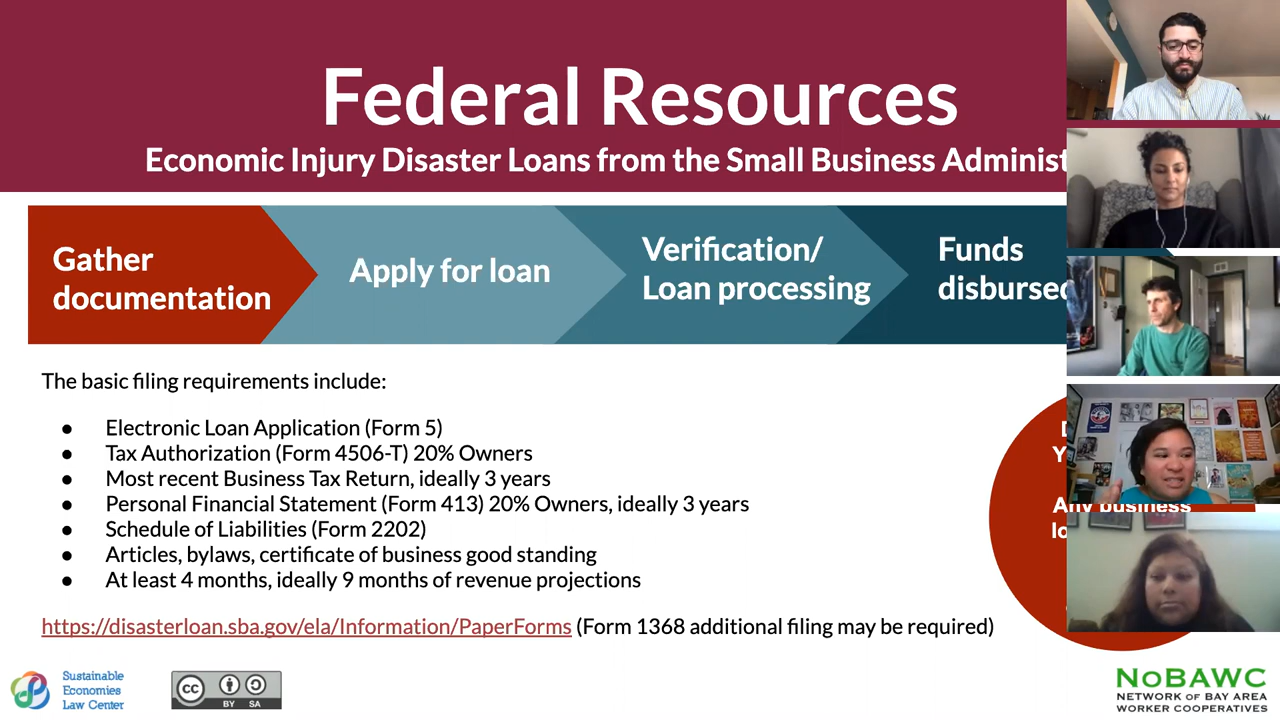 Federal Resources
Economic Injury Disaster Loans from the Small Business Administ
Gather
documentation
Apply for loan
Verification/
Loan processing
Funds
disbursed
The basic filing requirements include:
● Electronic Loan Application (Form 5)
● Tax Authorization (Form 4506-T) 20% Owners
● Most recent Business Tax Return, ideally 3 years
● Personal Financial Statement (Form 413) 20% Owners, ideally 3 years
● Schedule of Liabilities (Form 2202)
● Articles, bylaws, certificate of business good standing
● At least 4 months, ideally 9 months of revenue projections
https://disasterloan.sba.gov/ela/Information/PaperForms (Form 1368 additional filing may be required)
Any business
Sustainable
Economies
Law Center
CC
BY SA
NoBAWC
NETWORK OF BAY AREA
WORKER COOPERATIVES